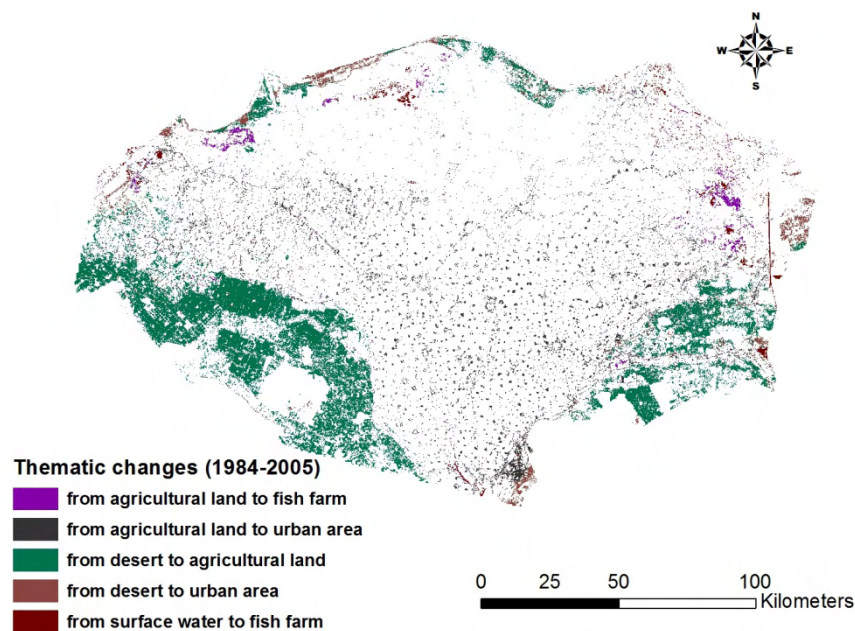 N
W E
S
Thematic changes (1984-2005)
from agricultural land to fish farm
from agricultural land to urban area
from desert to agricultural land
from desert to urban area
from surface water to fish farm
0 25 50 100
Kilometers